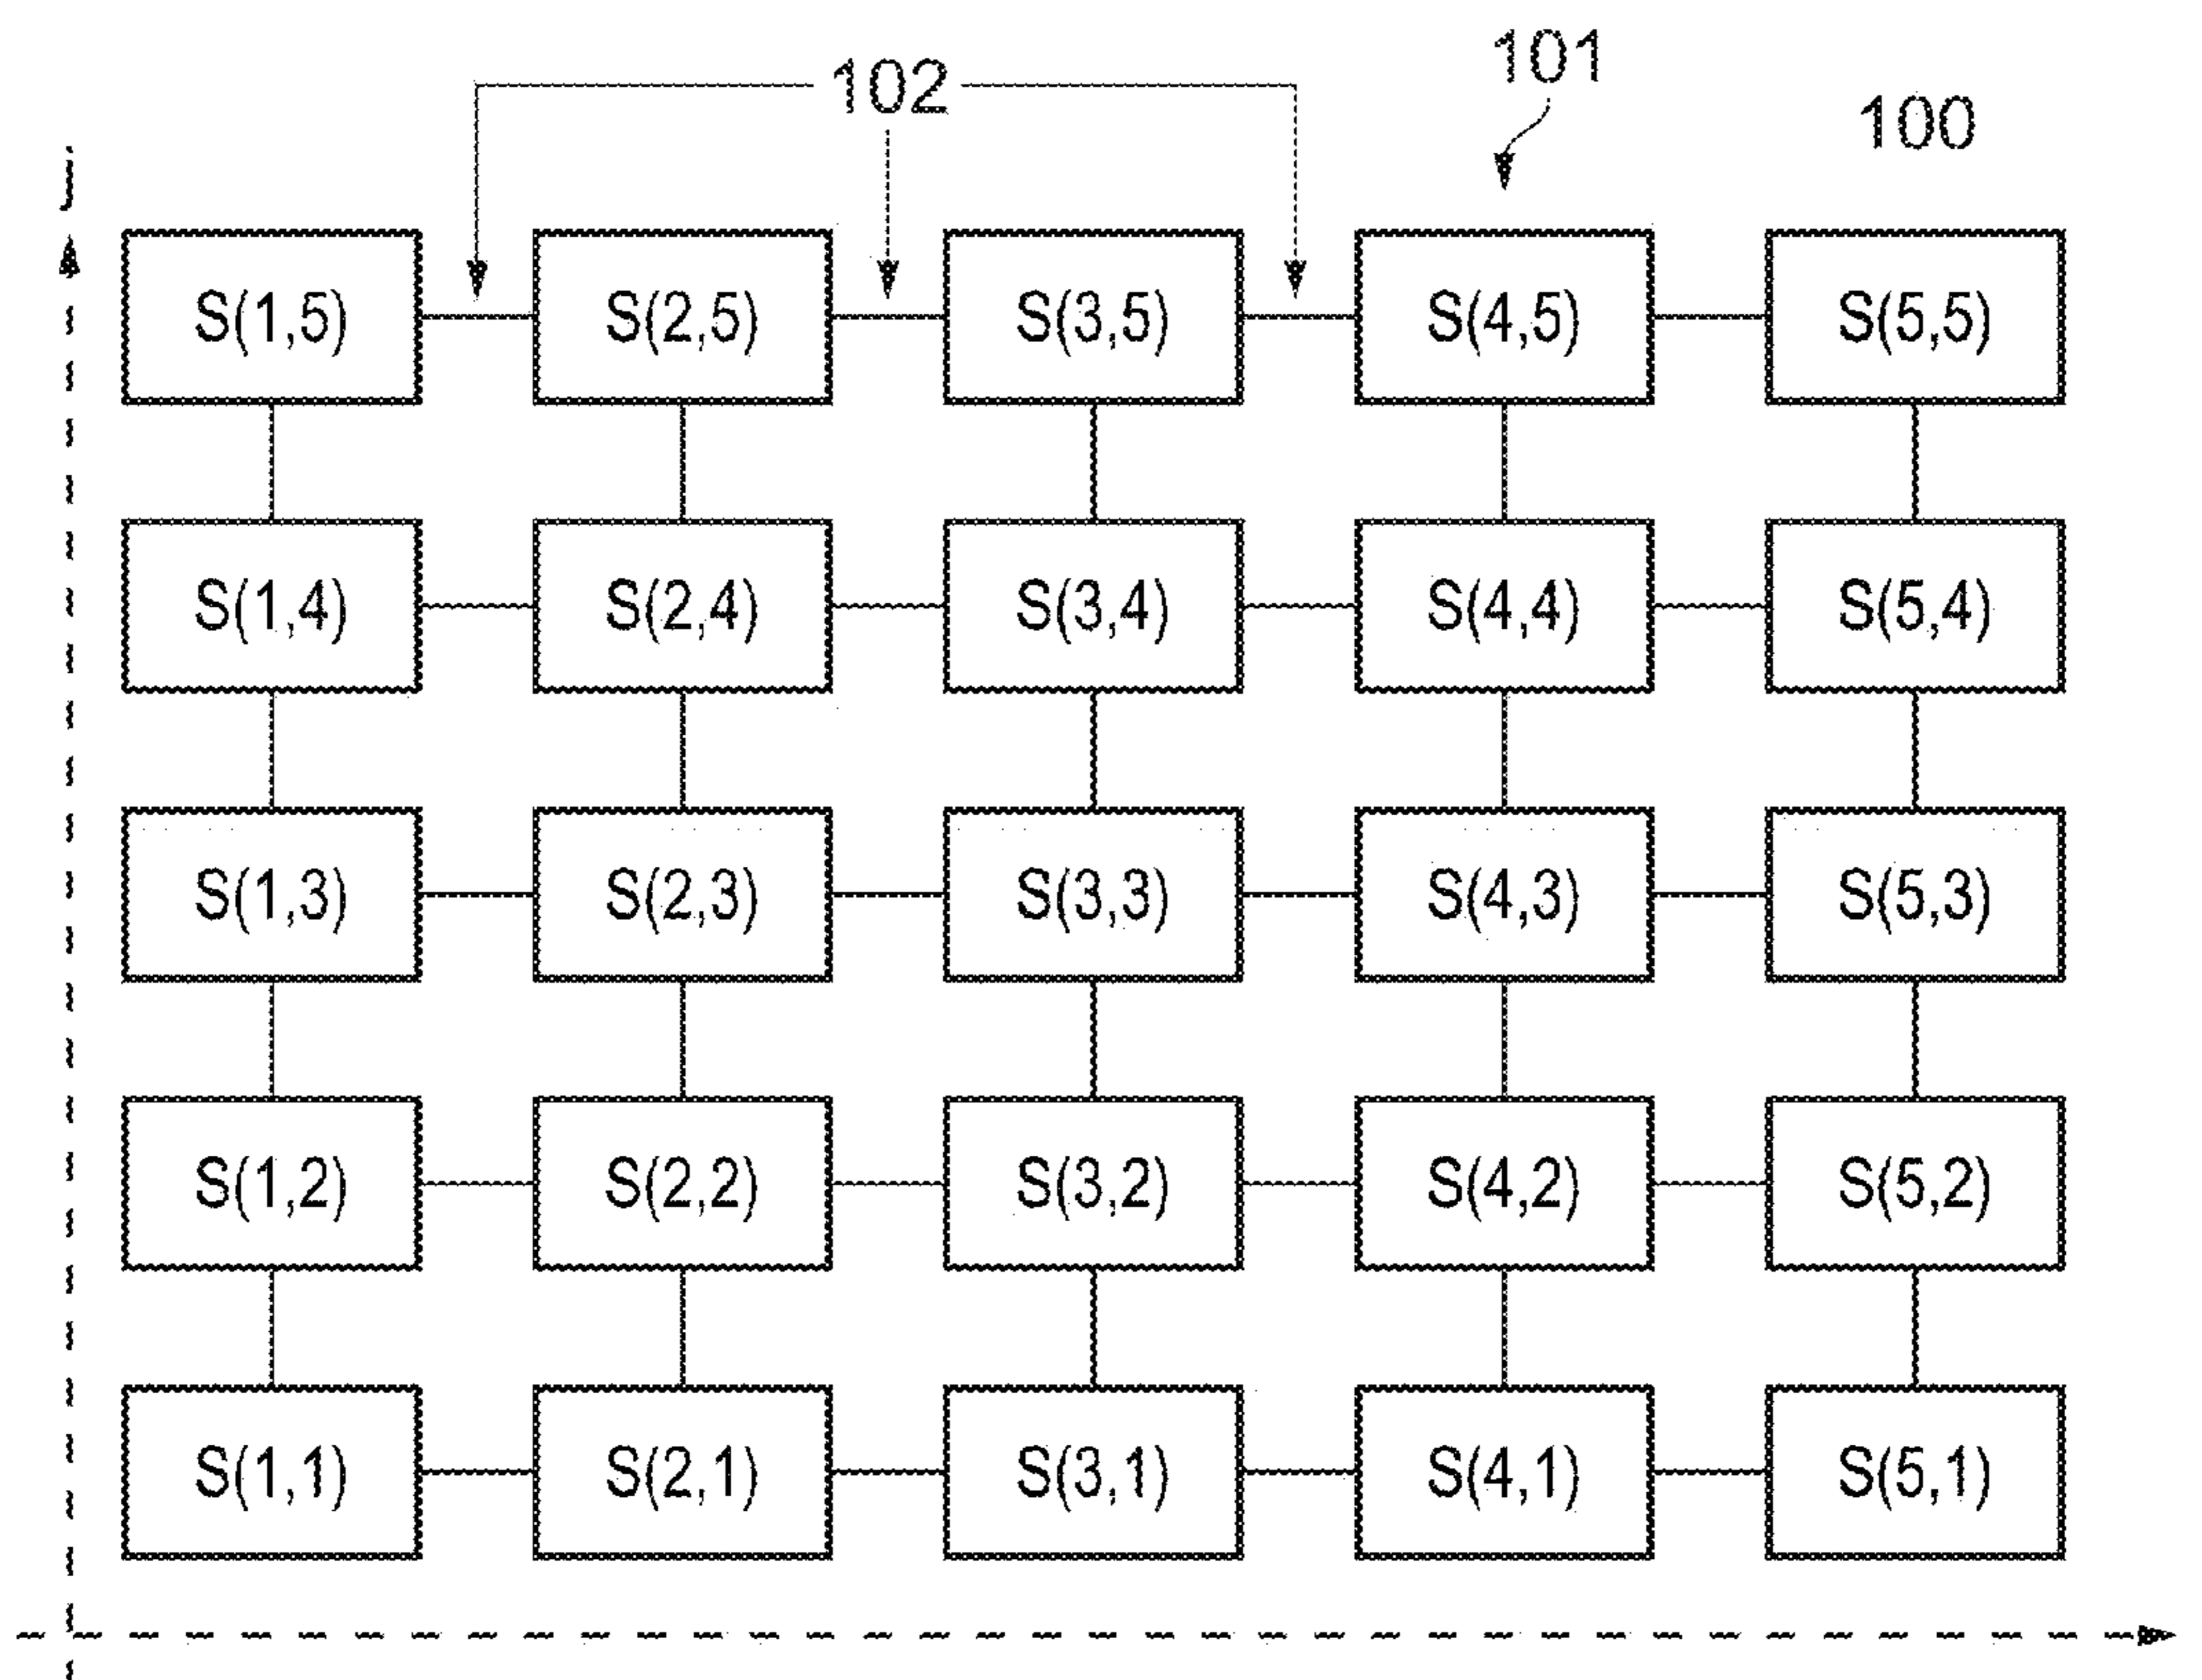 101
102
100
j
S(1,5) S(2,5) S(3,5) S(4,5) S(5,5)
S(1,4) S(2,4) S(3,4) S(4,4) S(5,4)
S(1,3) S(2,3) S(3,3) S(4,3) S(5,3)
S(1,2) S(2,2) S(3,2) S(4,2) S(5,2)
S(1,1) S(2,1) S(3,1) S(4,1) S(5,1)